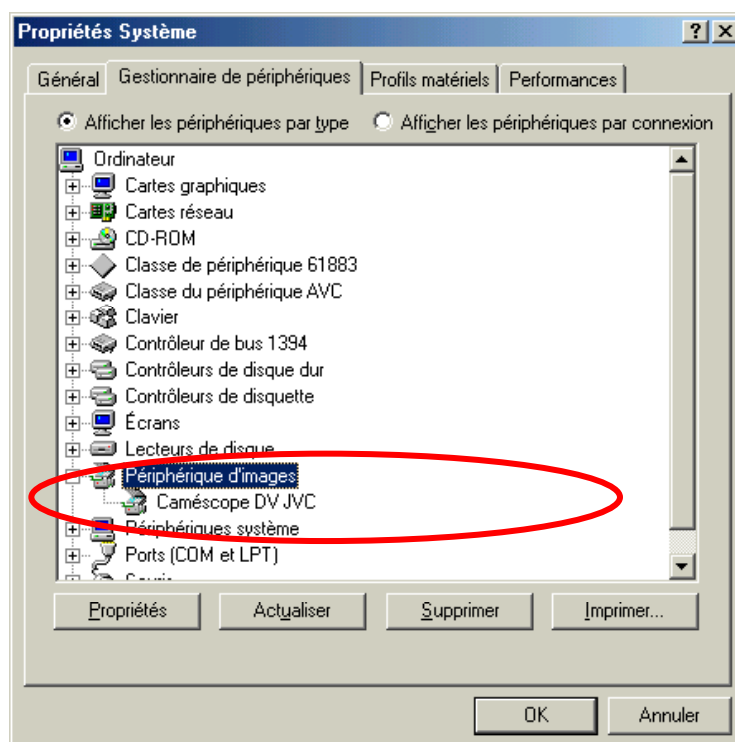 Propriétés Système
Général Gestionnaire de périphériques Profils matériels Performances
Afficher les périphériques par type Afficher les périphériques par connexion
Ordinateur
Cartes graphiques
Cartes réseau
CD-ROM
Classe de périphérique 61883
Classe du périphérique AVC
Clavier
Contrôleur de bus 1394
Contrôleurs de disque dur
Contrôleurs de disquette
Écrans
Lecteurs de disque
Périphérique d'images
Caméscope DV JVC
Périphériques système
Ports (COM et LPT)
Propriétés Actualiser Supprimer Imprimer...
OK Annuler